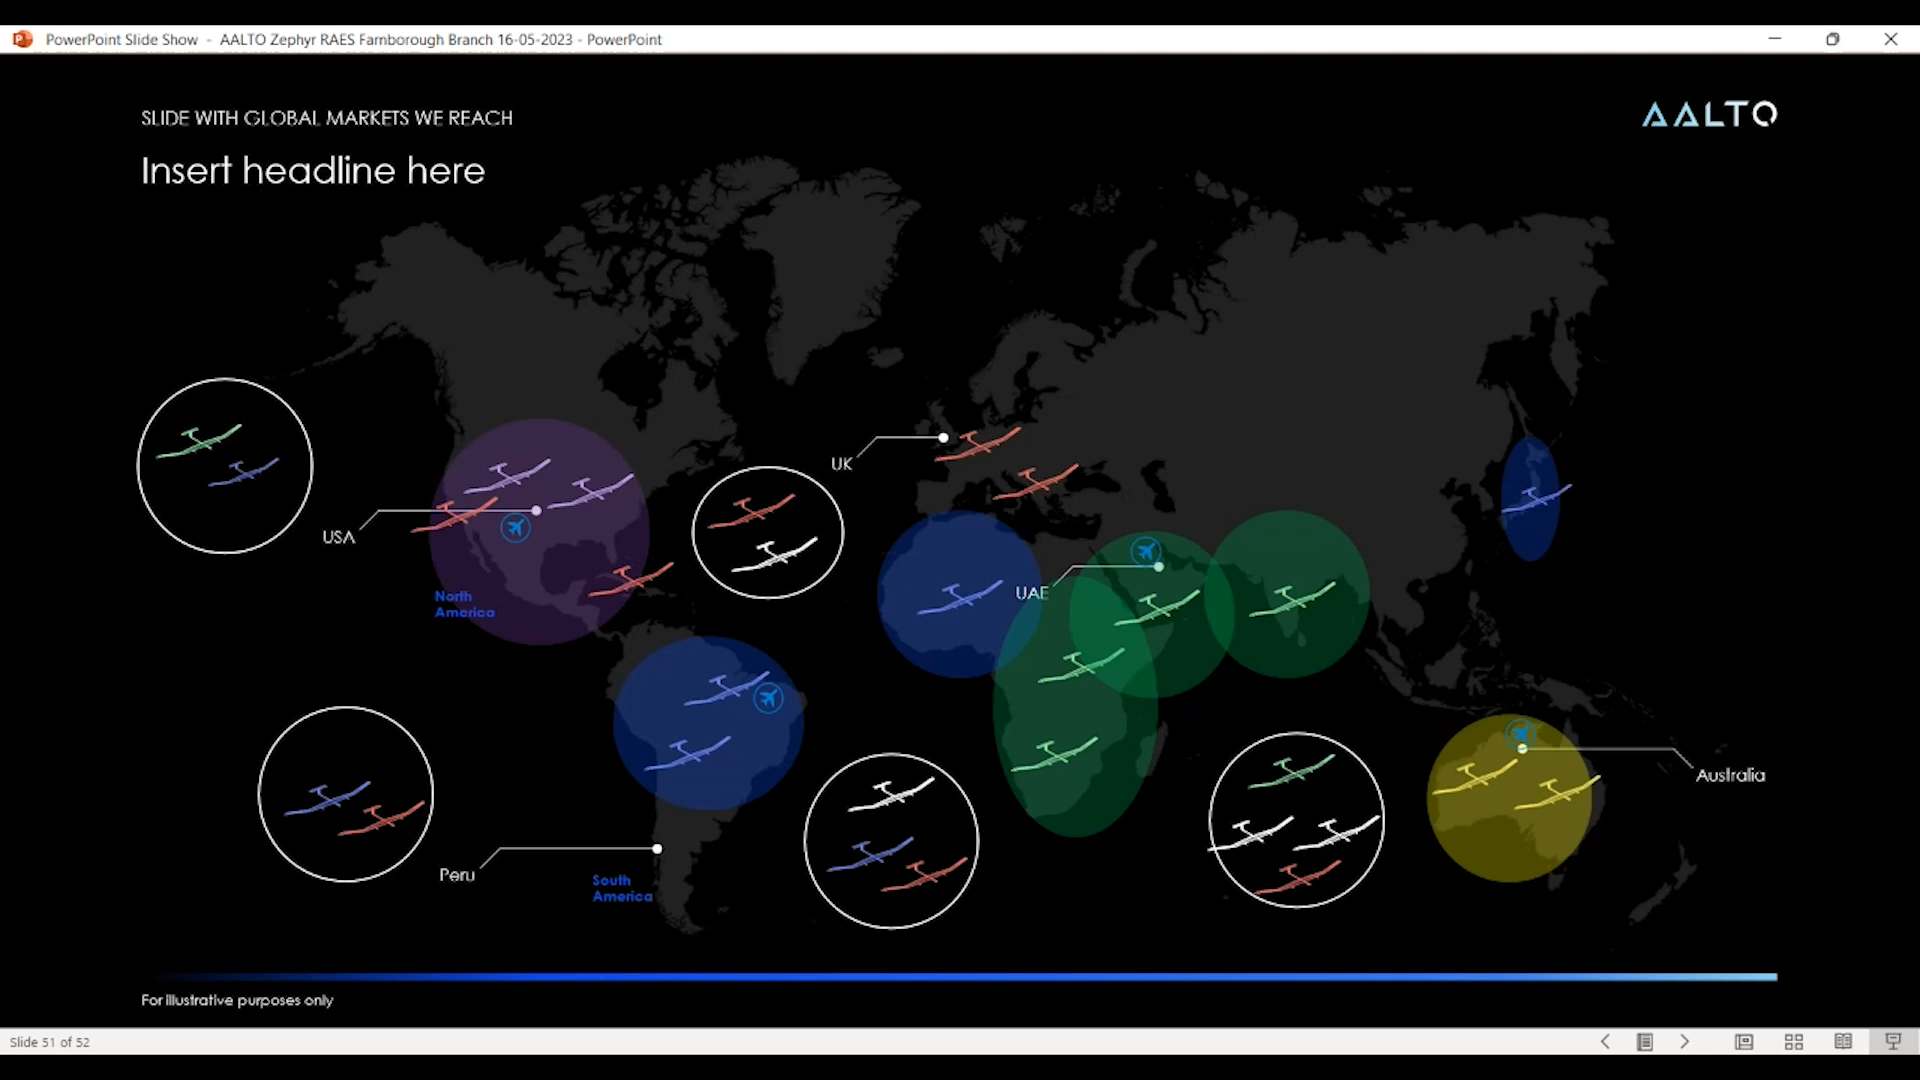 PowerPoint Slide Show - AALTO Zephyr RAES Farnborough Branch 16-05-2023 - PowerPoint
SLIDE WITH GLOBAL MARKETS WE REACH
AALTO
Insert headline here
UK
USA
UAE
North
America
Australia
Peru
South
America
For illustrative purposes only
Slide 51 of 52